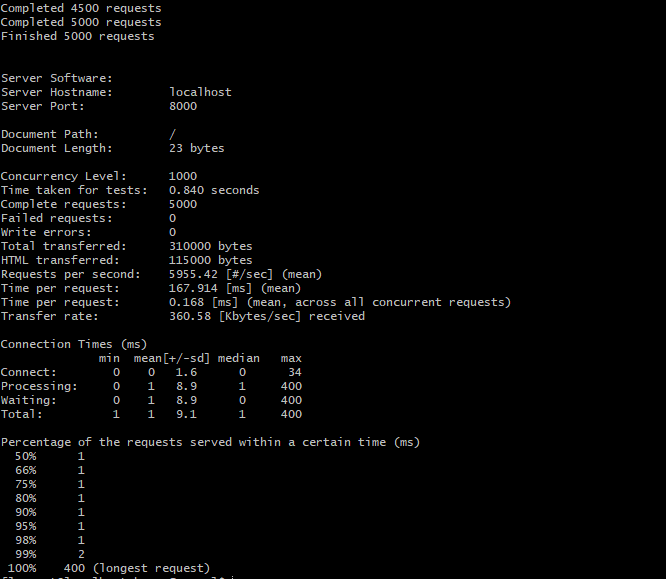 Completed 4500 requests
Completed 5000 requests
Finished 5000 requests
Server Software:
Server Hostname: localhost
Server Port: 8000
Document Path: /
Document Length: 23 bytes
Concurrency Level: 1000
Time taken for tests: 0.840 seconds
Complete requests: 5000
Failed requests: 0
Write errors: 0
Total transferred: 310000 bytes
HTML transferred: 115000 bytes
Requests per second: 5955.42 [#/sec] (mean)
Time per request: 167.914 [ms] (mean)
Time per request: 0.168 [ms] (mean, across all concurrent requests)
Transfer rate: 360.58 [Kbytes/sec] received
Connection Times (ms)
min mean[+/-sd] median max
Connect: 0 0 1.6 0 34
Processing: 0 1 8.9 1 400
Waiting: 0 1 8.9 0 400
Total: 1 1 9.1 1 400
Percentage of the requests served within a certain time (ms)
50% 1
66% 1
75% 1
80% 1
90% 1
95% 1
98% 1
99% 2
100% 400 (longest request)